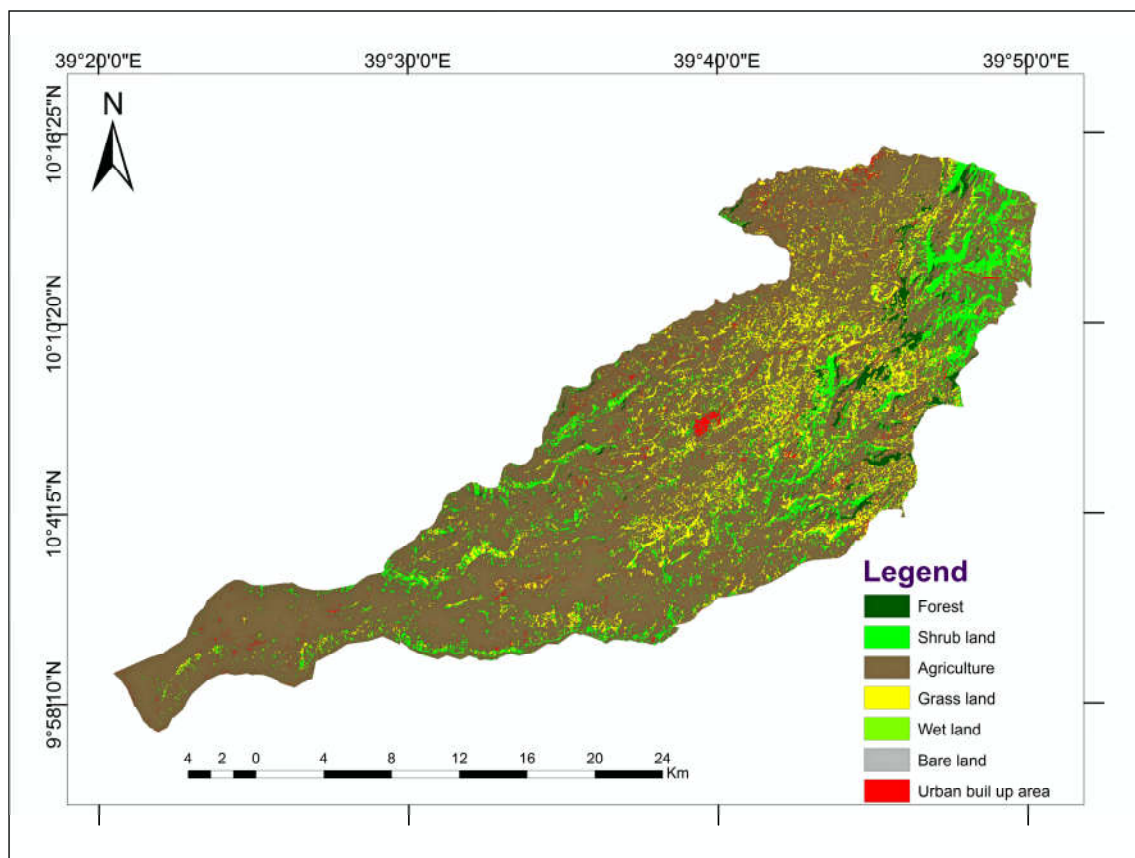 39°20'0"E 39°30'0"E 39°40'0"E 39°50'0"E
N
10°16'25"N
10°10'20"N
10°4'15"N
9°58'10"N
Legend
Forest
Shrub land
Agriculture
Grass land
Wet land
Bare land
Urban buil up area
4 2 0 4 8 12 16 20 24
Km